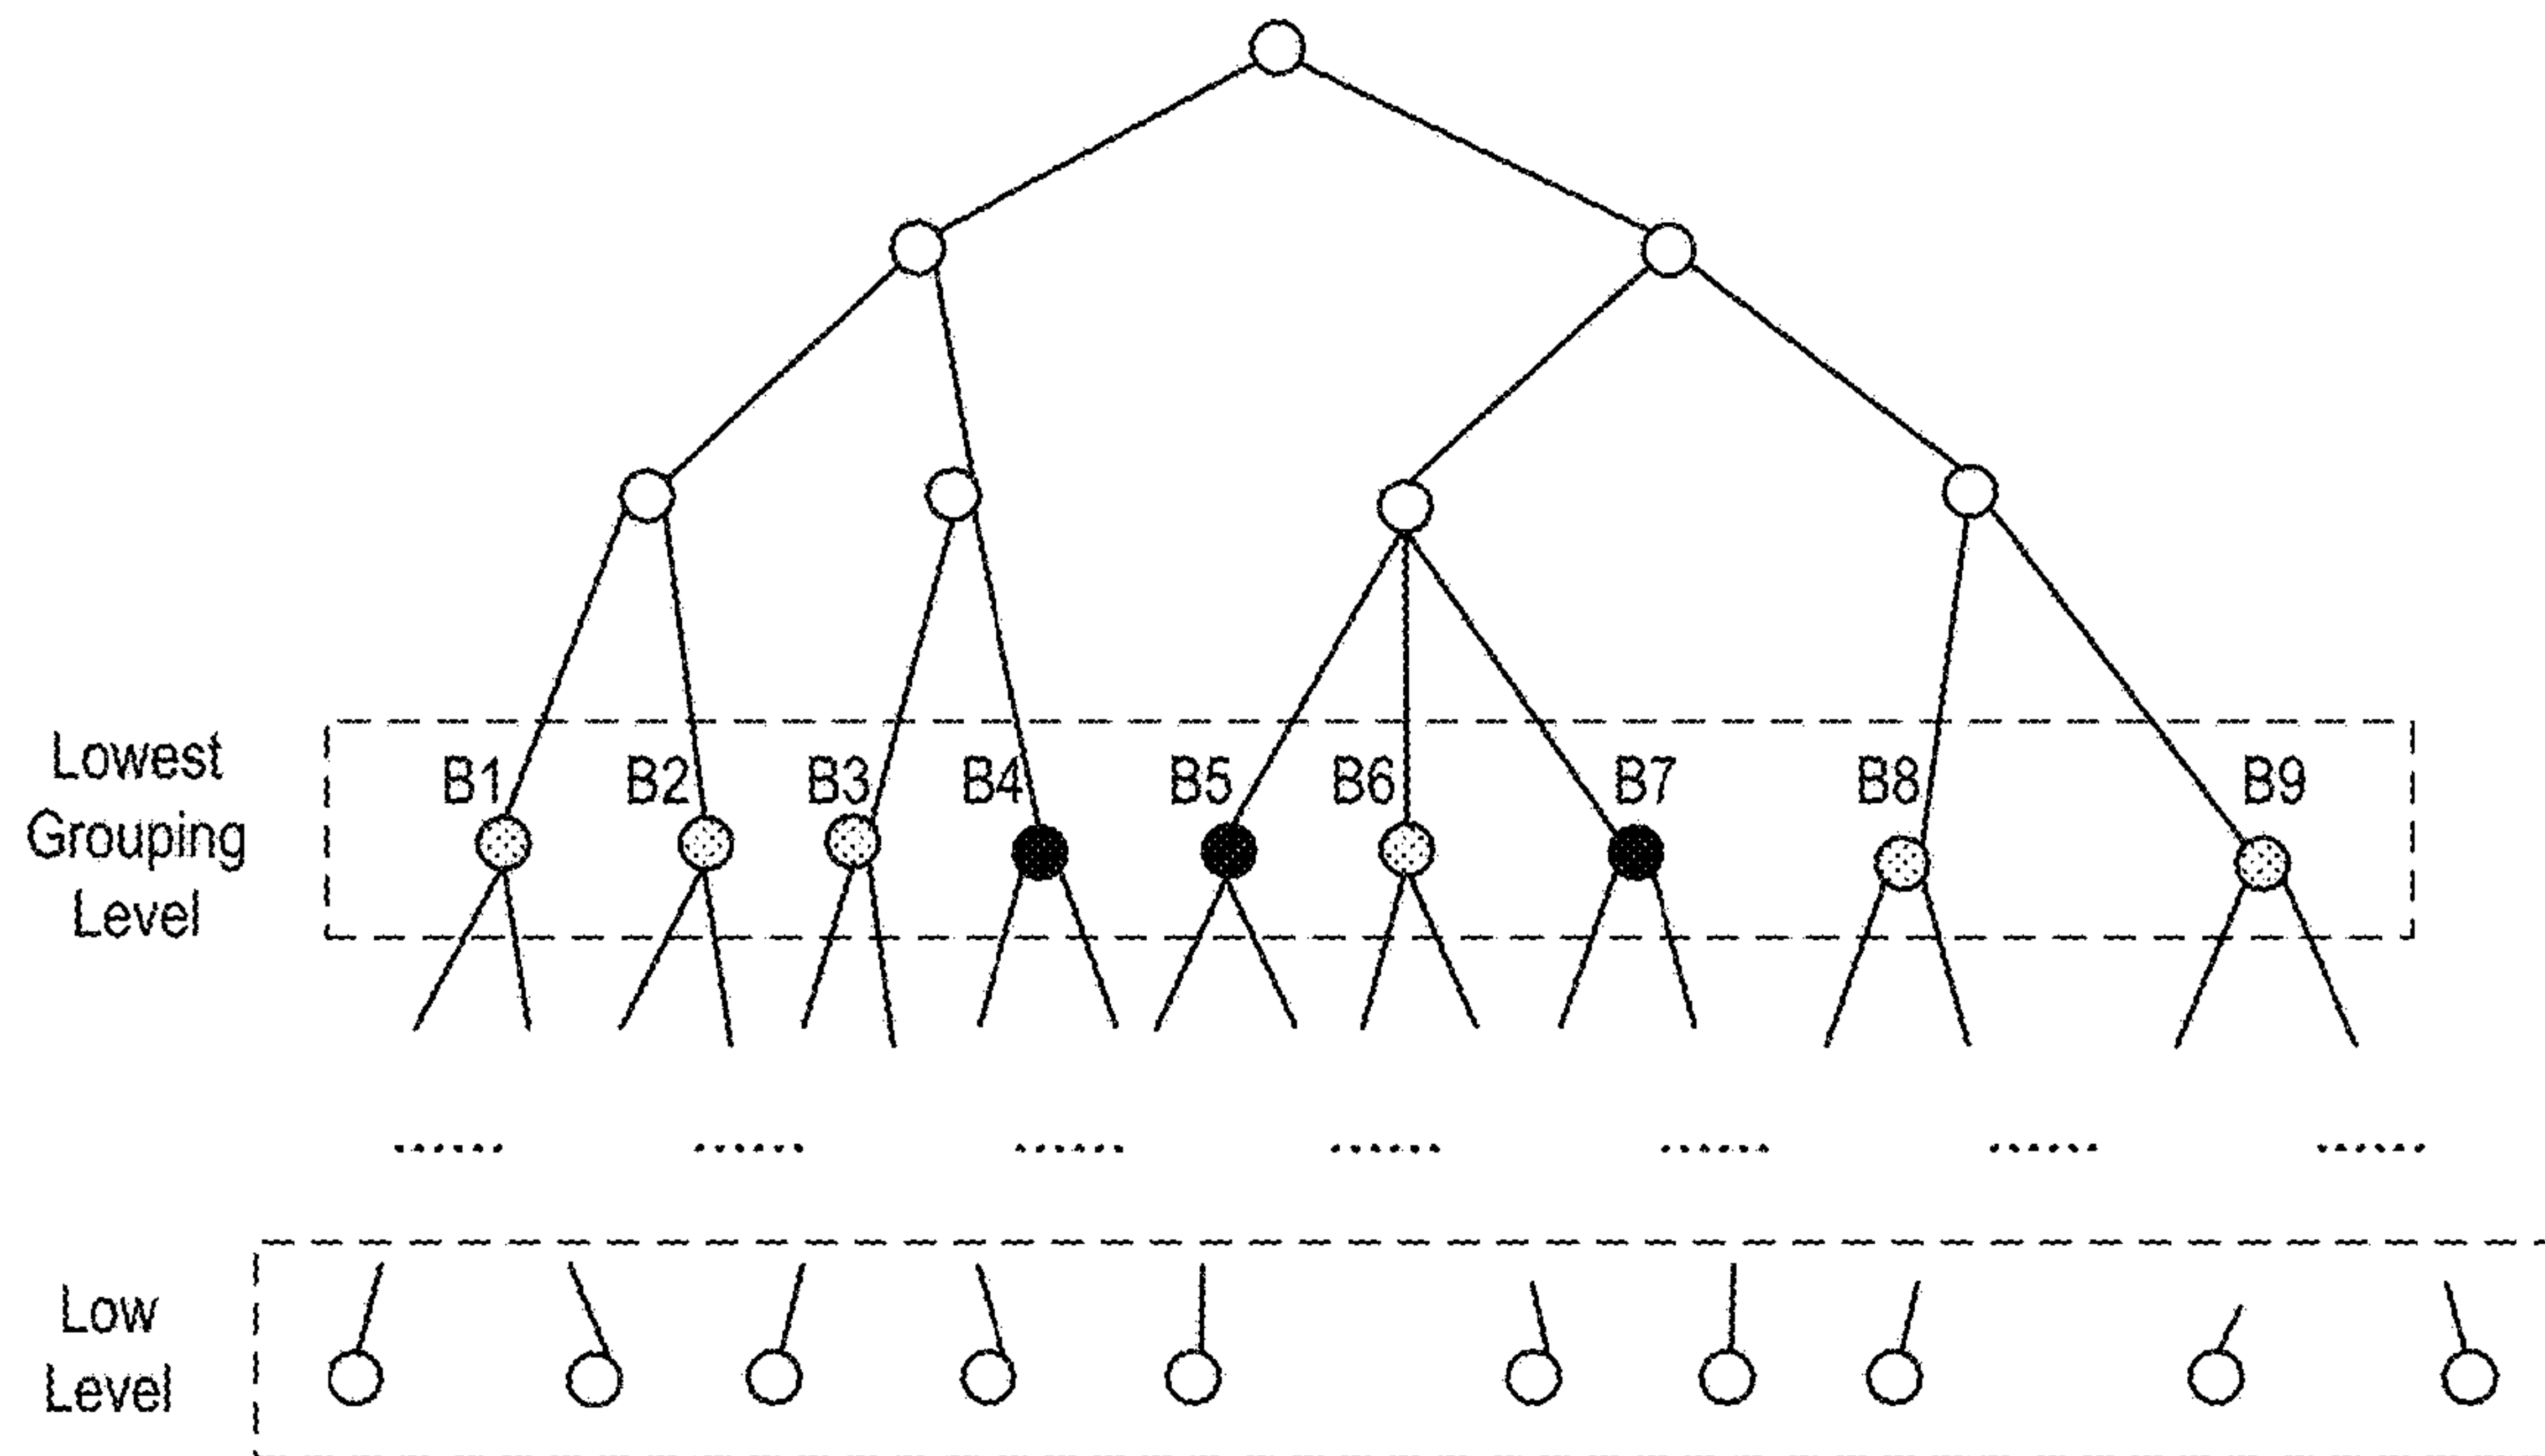 B1 B2 B3 B4 B5 B6 B7 B8 B9
Lowest
Grouping
Level
Low
Level